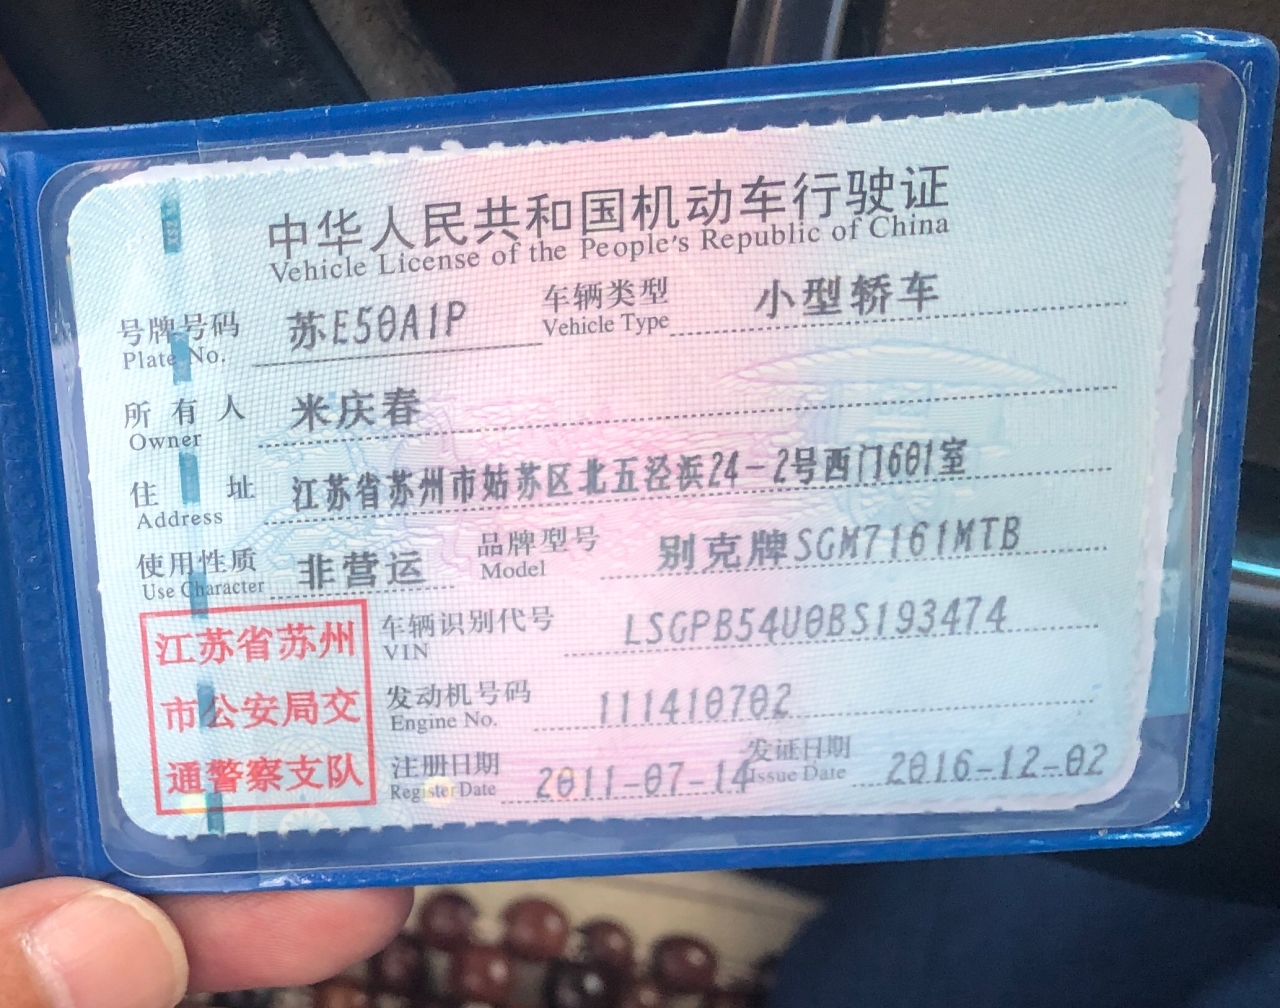 中华人民共和国机动车行驶证
Vehicle License of the People's Republic of China
号牌号码 苏E50A1P 车辆类型 小型轿车
Plate No. Vehicle Type
所有人 米庆春
Owner
住址 江苏省苏州市姑苏区北五泾浜24-2号西门601室
Address
使用性质 非营运 品牌型号 别克牌SGM7161MTB
Use Character Model
江苏省苏州
市公安局交
通警察支队
车辆识别代号 LSGPB54U0BS193474
VIN
发动机号码 111410702
Engine No.
注册日期 2011-07-14 发证日期 2016-12-02
Register Date Issue Date